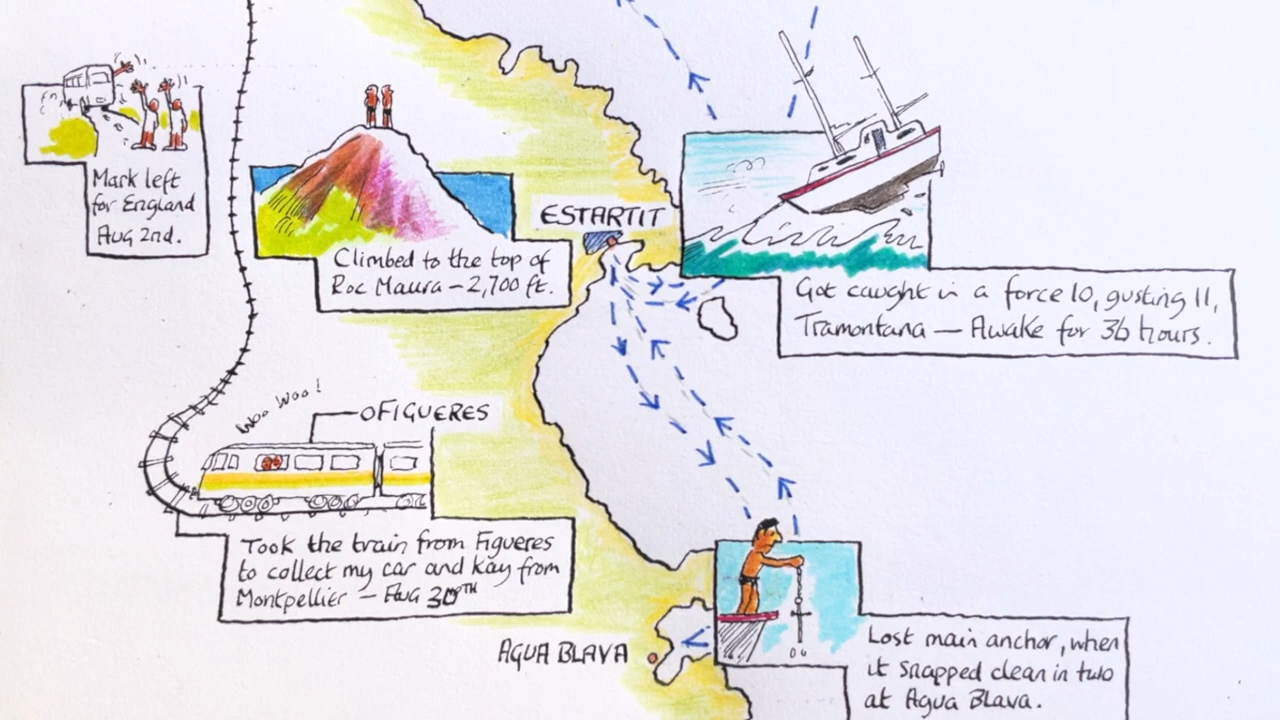 Mark left
for England
Aug 2nd.
Climbed to the top of
Roc Maura – 2,700 ft.
ESTARTIT
Got caught in a force 10, gusting 11,
Tramontana – Awake for 36 hours.
Woo Woo!
FIGUERES
Took the train from Figueres
to collect my car and Kay from
Montpellier – Aug TH
AGUA BLAVA
Lost main anchor, when
it snapped clean in two
at Agua Blava.